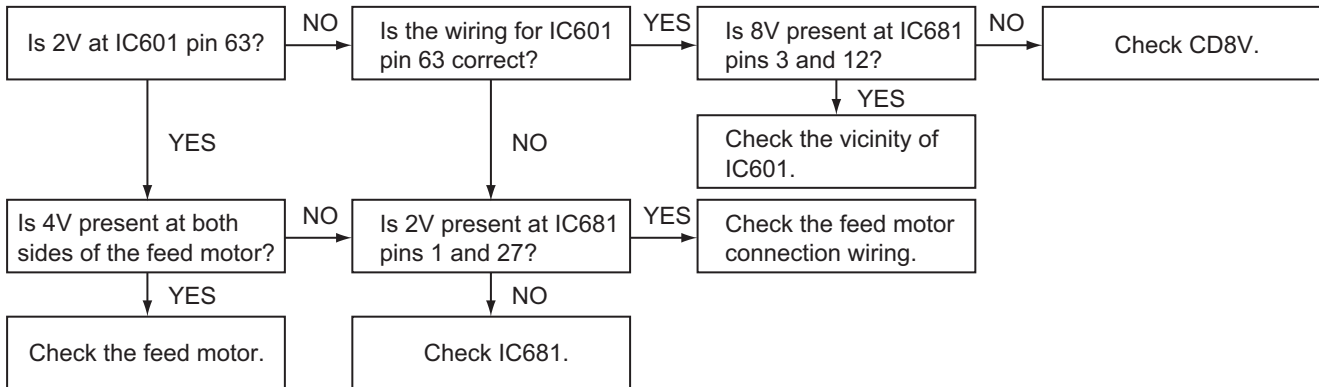 Is 2V at IC601 pin 63?
NO
Is the wiring for IC601
pin 63 correct?
YES
Is 8V present at IC681
pins 3 and 12?
NO
Check CD8V.
YES
NO
YES
Check the vicinity of
IC601.
Is 4V present at both
sides of the feed motor?
NO
Is 2V present at IC681
pins 1 and 27?
YES
Check the feed motor
connection wiring.
YES
NO
Check the feed motor.
Check IC681.